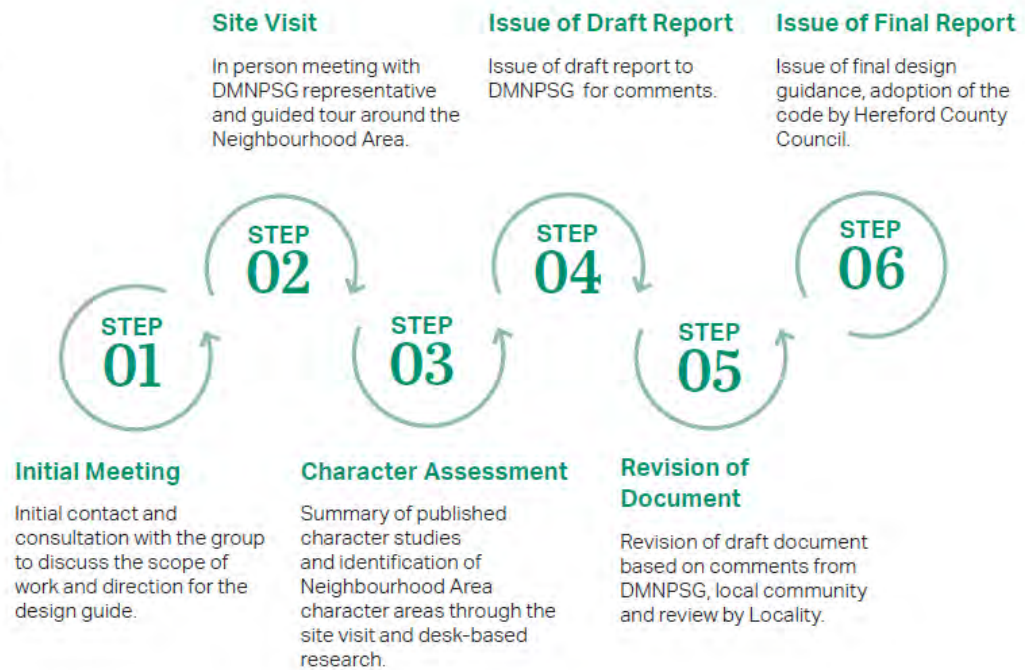 Site Visit
In person meeting with
DMNPSG representative
and guided tour around the
Neighbourhood Area.
Issue of Draft Report
Issue of draft report to
DMNPSG for comments.
Issue of Final Report
Issue of final design
guidance, adoption of the
code by Hereford County
Council.
STEP
01
STEP
02
STEP
03
STEP
04
STEP
05
STEP
06
Initial Meeting
Initial contact and
consultation with the group
to discuss the scope of
work and direction for the
design guide.
Character Assessment
Summary of published
character studies
and identification of
Neighbourhood Area
character areas through the
site visit and desk-based
research.
Revision of
Document
Revision of draft document
based on comments from
DMNPSG, local community
and review by Locality.